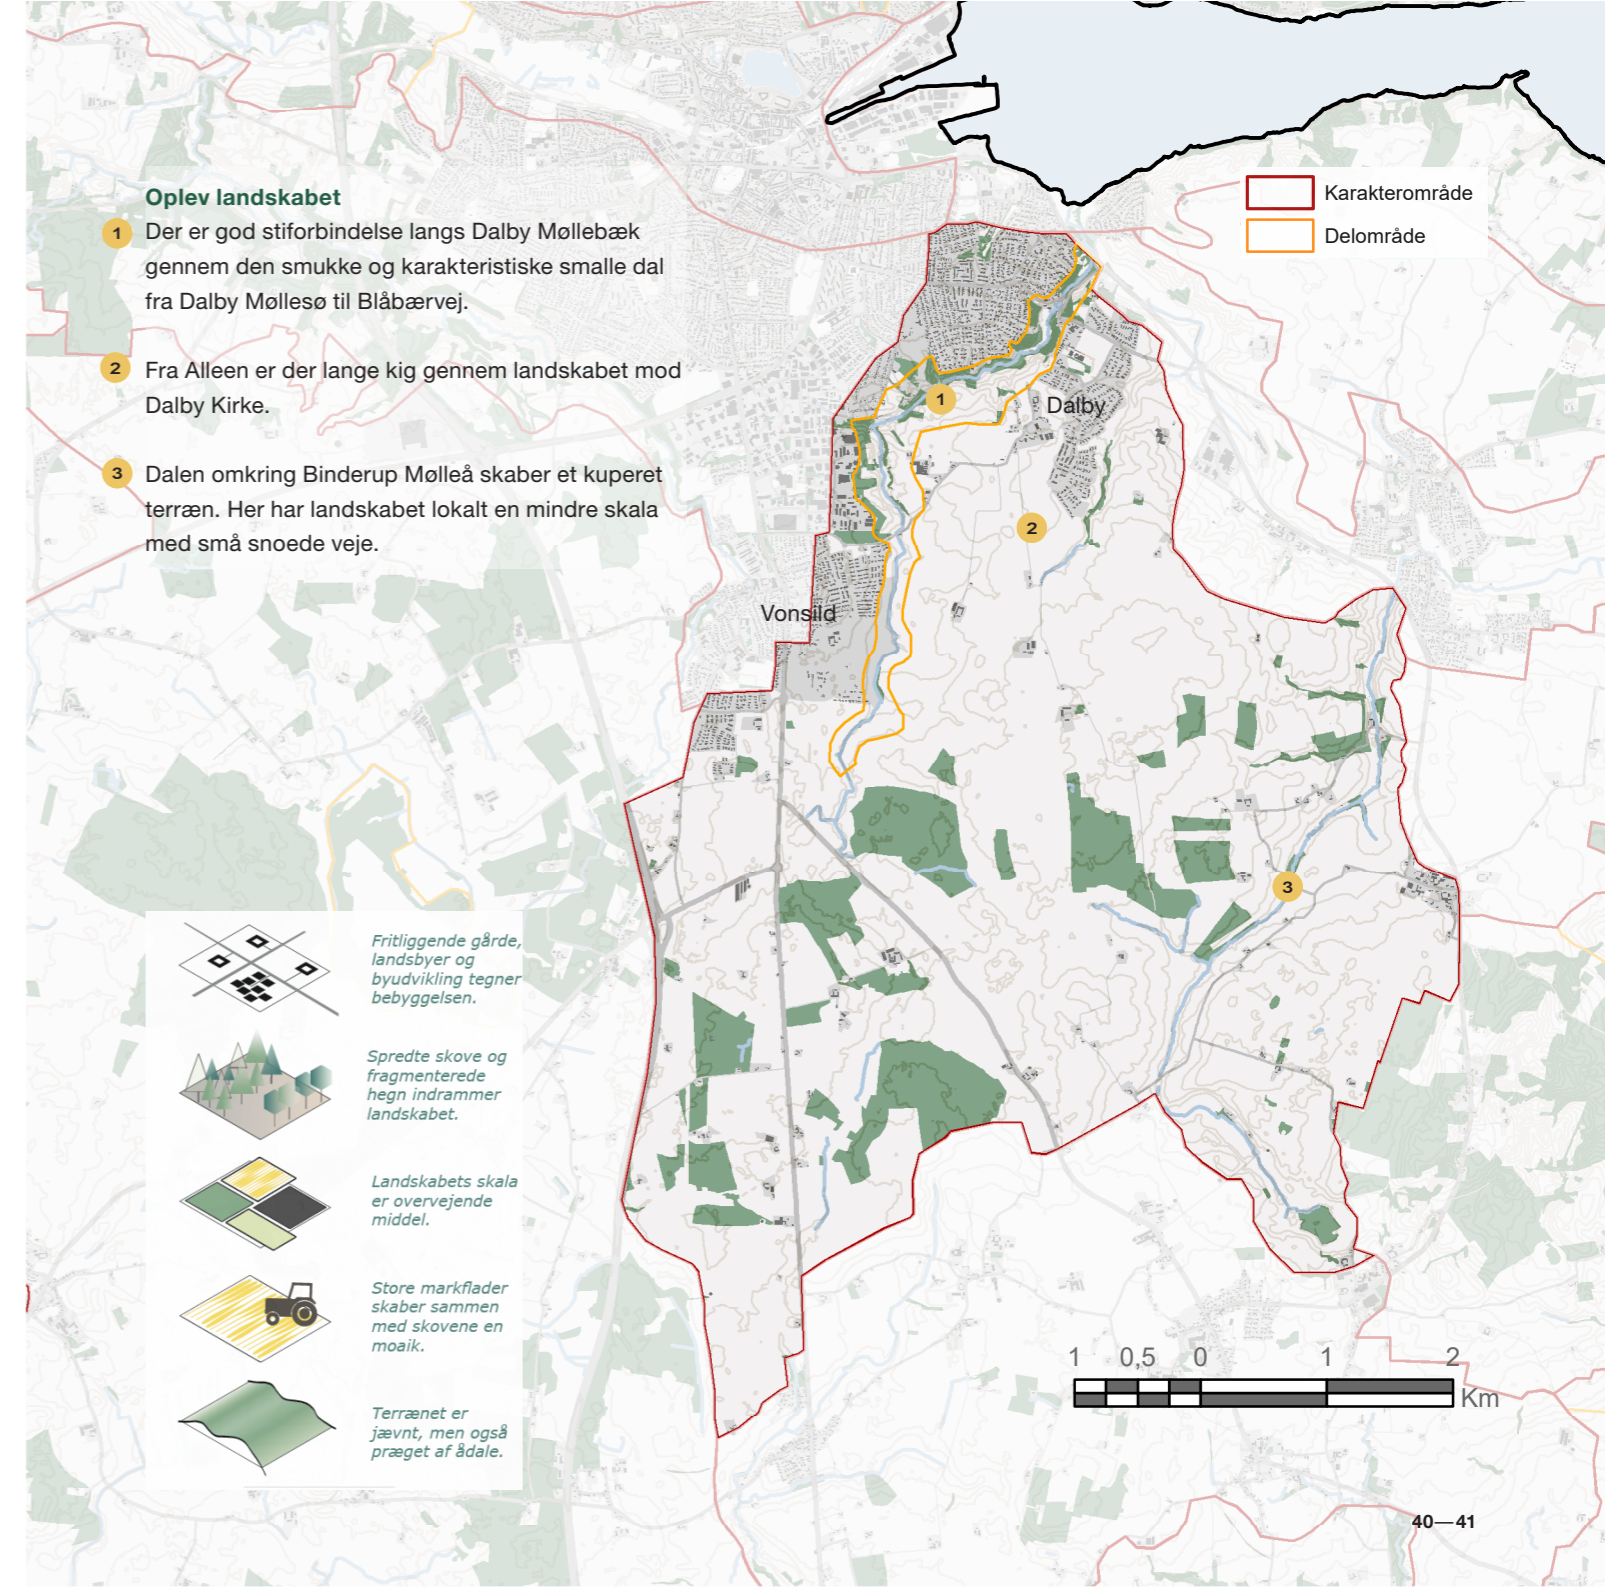 Oplev landskabet
1 Der er god stiforbindelse langs Dalby Møllebæk
gennem den smukke og karakteristiske smalle dal
fra Dalby Møllesø til Blåbærvej.
2 Fra Alleen er der lange kig gennem landskabet mod
Dalby Kirke.
3 Dalen omkring Binderup Mølleå skaber et kuperet
terræn. Her har landskabet lokalt en mindre skala
med små snoede veje.
Karakterområde
Delområde
1
Dalby
2
Vonsild
3
Fritliggende gårde,
landsbyer og
byudvikling tegner
bebyggelsen.
Spredte skove og
fragmenterede
hegn indrammer
landskabet.
Landskabets skala
er overvejende
middel.
Store markflader
skaber sammen
med skovene en
moaik.
Terrænet er
jævnt, men også
præget af ådale.
1 0,5 0 1 2
Km
40—41